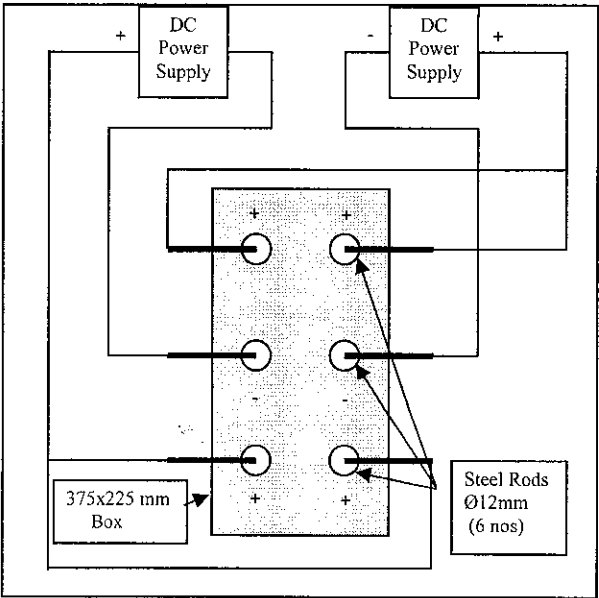 +
DC
Power
Supply
-
DC
Power
Supply
+
+
+
-
-
+
+
375x225 mm
Box
Steel Rods
Ø12mm
(6 nos)